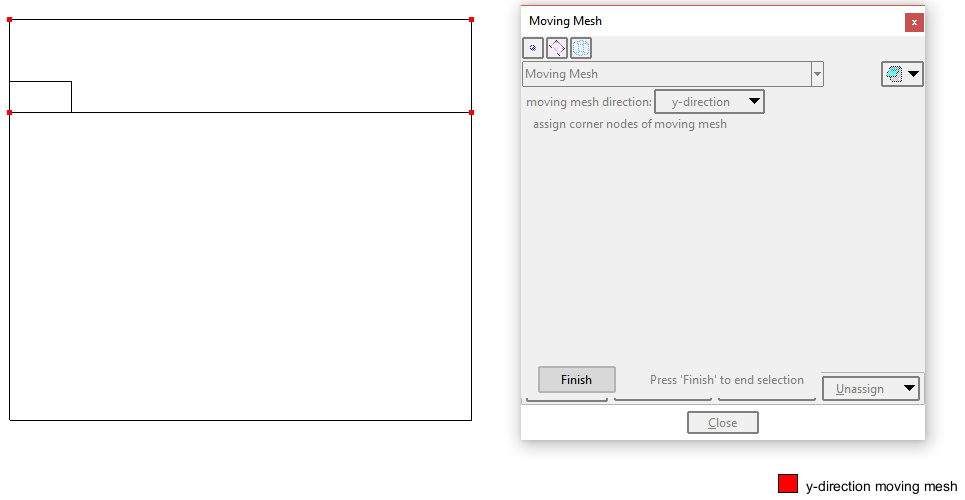 Moving Mesh
x
Moving Mesh
moving mesh direction: y-direction
assign corner nodes of moving mesh
Finish
Press 'Finish' to end selection
Unassign
Close
y-direction moving mesh